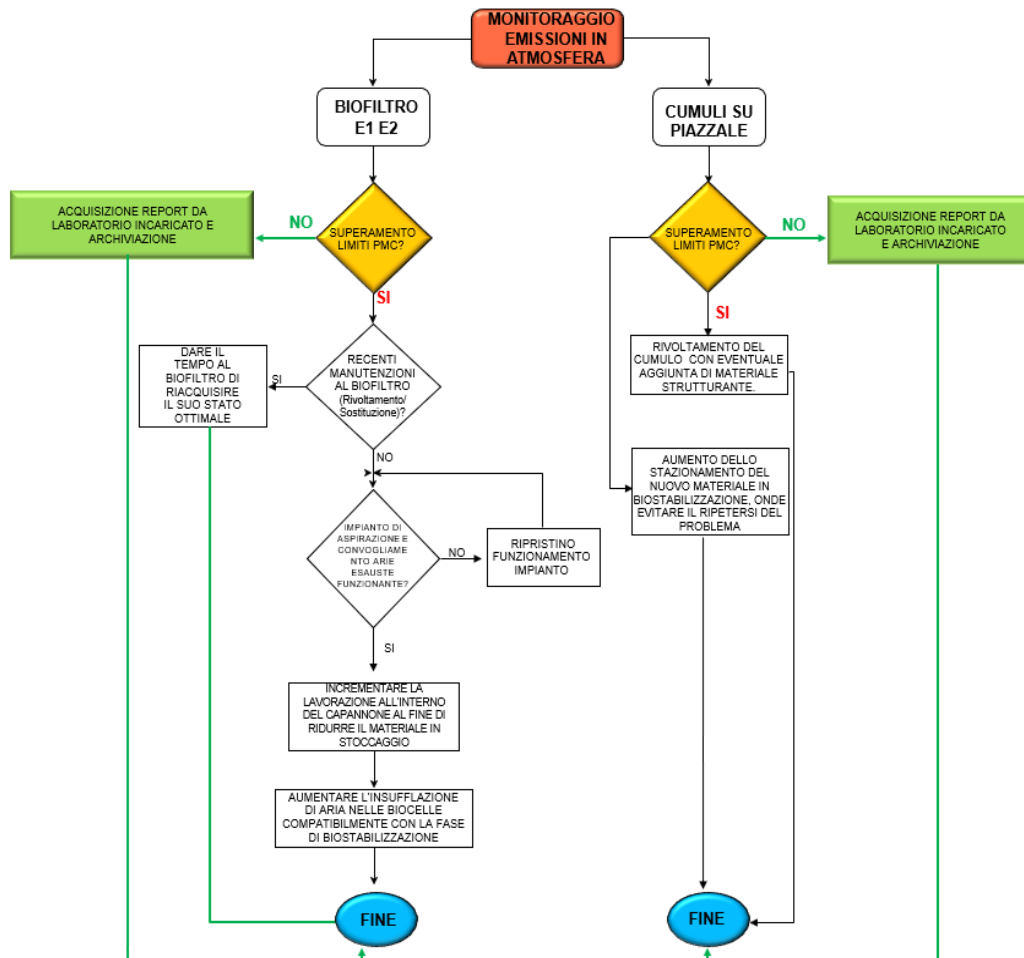 MONITORAGGIO
EMISSIONI IN
ATMOSFERA
BIOFILTRO
E1 E2
CUMULI SU
PIAZZALE
ACQUISIZIONE REPORT DA
LABORATORIO INCARICATO E
ARCHIVIAZIONE
NO
SUPERAMENTO
LIMITI PMC?
SUPERAMENTO
LIMITI PMC?
NO
ACQUISIZIONE REPORT DA
LABORATORIO INCARICATO
E ARCHIVIAZIONE
SI
SI
DARE IL
TEMPO AL
BIOFILTRO DI
RIACQUISIRE
IL SUO STATO
OTTIMALE
SI
RECENTI
MANUTENZIONI
AL BIOFILTRO
(Rivoltamento/
Sostituzione)?
RIVOLTAMENTO DEL
CUMULO CON EVENTUALE
AGGIUNTA DI MATERIALE
STRUTTURANTE.
NO
AUMENTO DELLO
STAZIONAMENTO DEL
NUOVO MATERIALE IN
BIOSTABILIZZAZIONE, ONDE
EVITARE IL RIPETERSI DEL
PROBLEMA
IMPIANTO DI
ASPIRAZIONE E
CONVOGLIAME
NTO ARIE
ESAUSTE
FUNZIONANTE?
NO
RIPRISTINO
FUNZIONAMENTO
IMPIANTO
SI
INCREMENTARE LA
LAVORAZIONE ALL'INTERNO
DEL CAPANNONE AL FINE DI
RIDURRE IL MATERIALE IN
STOCCAGGIO
AUMENTARE L'INSUFFLAZIONE
DI ARIA NELLE BIOCELLE
COMPATIBILMENTE CON LA FASE
DI BIOSTABILIZZAZIONE
FINE
FINE